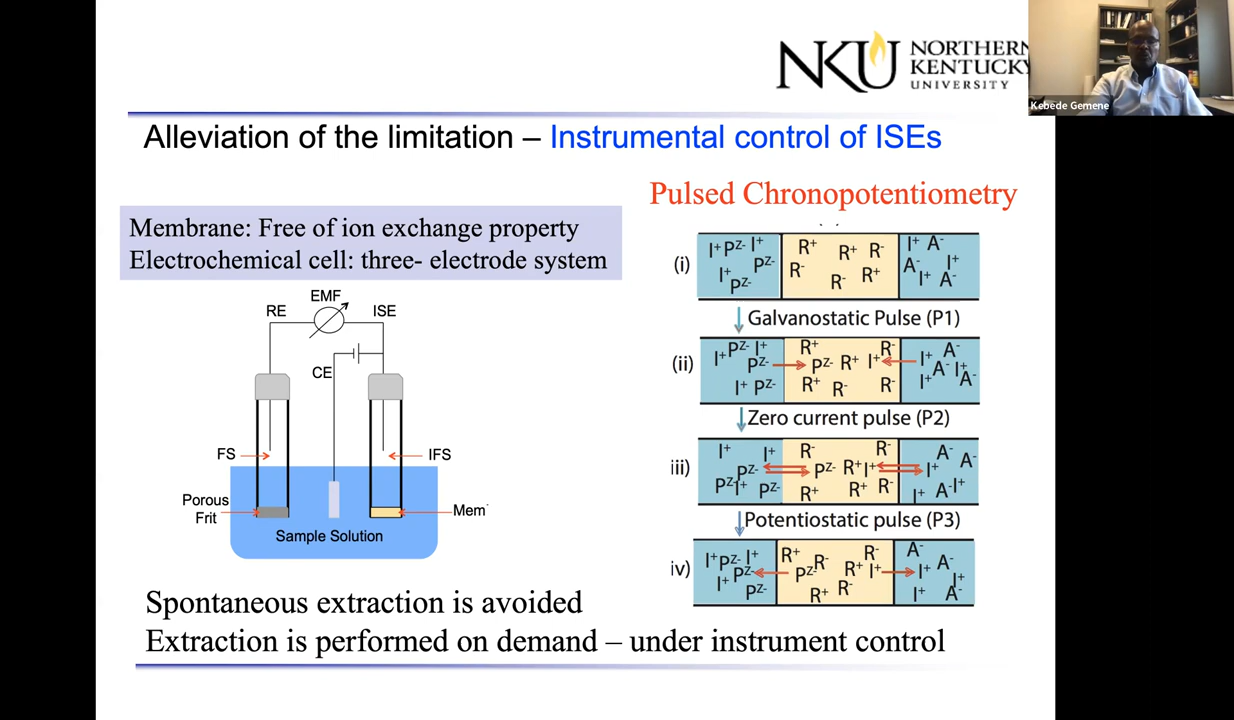 NKU NORTHERN
KENTUCKY
UNIVERSITY
Kebede Gemene
Alleviation of the limitation – Instrumental control of ISEs
Pulsed Chronopotentiometry
Membrane: Free of ion exchange property
Electrochemical cell: three- electrode system
EMF
RE
ISE
CE
FS
IFS
Porous
Frit
Mem
Sample Solution
(i)
I⁺ P^Z- I⁺ R⁺ R⁺ R⁻ I⁺ A⁻
I⁺ P^Z- R⁻ A⁻ I⁺
P^Z- R⁻ R⁺ I⁺ A⁻
Galvanostatic Pulse (P1)
(ii)
I⁺ P^Z- I⁺ R⁺ R⁻ I⁺ A⁻
P^Z- P^Z- R⁺ I⁺ A⁻ I⁺
I⁺ P^Z- R⁺ R⁻ R⁻ I⁺ A⁻
Zero current pulse (P2)
iii)
I⁺ I⁺ R⁻ R⁻ A⁻ A⁻
P^Z- P^Z- R⁺ I⁺ I⁺
P^Z- I⁺ P^Z- R⁺ R⁺ R⁻ I⁺ A⁻ I⁺
Potentiostatic pulse (P3)
iv)
I⁺ P^Z- I⁺ R⁺ R⁻ R⁻ A⁻ A⁻
I⁺ P^Z- P^Z- R⁺ I⁺ I⁺ I⁺
P^Z- R⁺ R⁻ I⁺ A⁻
Spontaneous extraction is avoided
Extraction is performed on demand – under instrument control